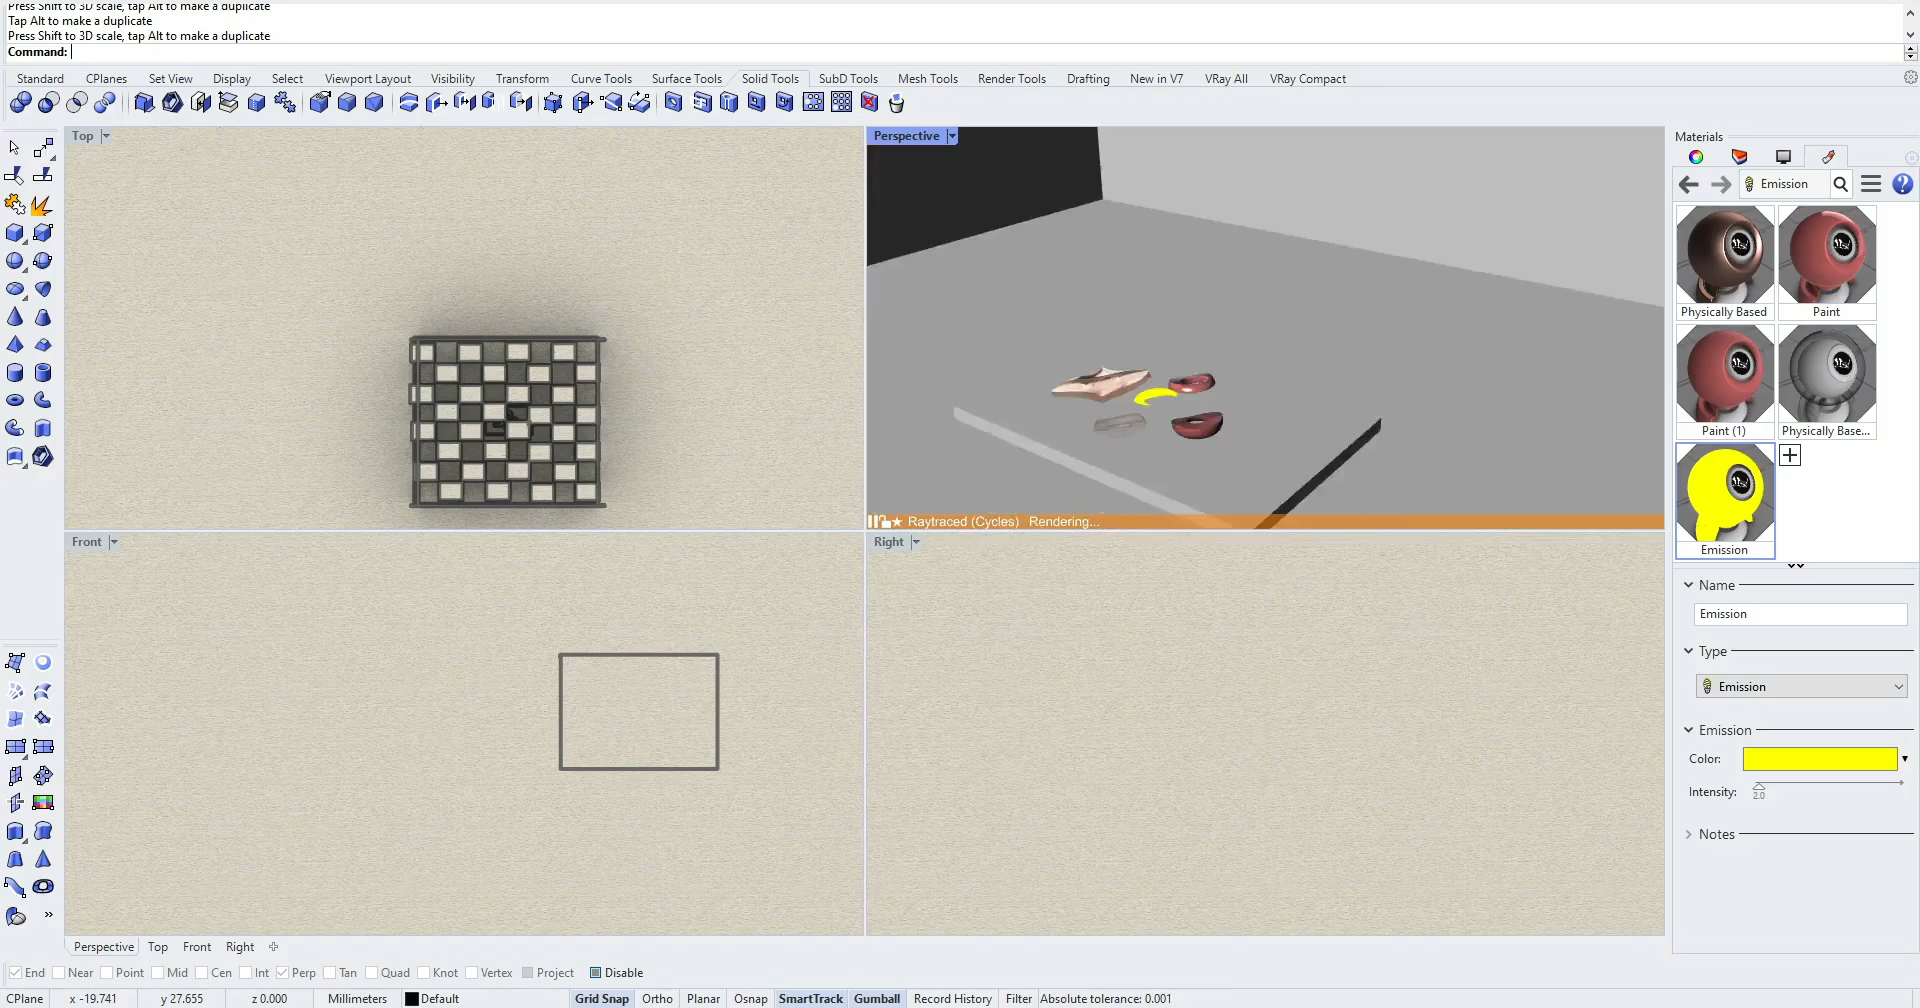 Press Shift to 3D scale, tap Alt to make a duplicate
Tap Alt to make a duplicate
Press Shift to 3D scale, tap Alt to make a duplicate
Command:
Standard CPlanes Set View Display Select Viewport Layout Visibility Transform Curve Tools Surface Tools Solid Tools SubD Tools Mesh Tools Render Tools Drafting New in V7 VRay All VRay Compact
Top
Perspective
Materials
Emission
Physically Based
Paint
Paint (1)
Physically Base...
Emission
Raytraced (Cycles) Rendering...
Front
Right
Name
Emission
Type
Emission
Emission
Color:
Intensity:
2.0
Notes
Perspective Top Front Right
End Near Point Mid Cen Int Perp Tan Quad Knot Vertex Project Disable
CPlane x -19.741 y 27.655 z 0.000 Millimeters Default Grid Snap Ortho Planar Osnap SmartTrack Gumball Record History Filter Absolute tolerance: 0.001